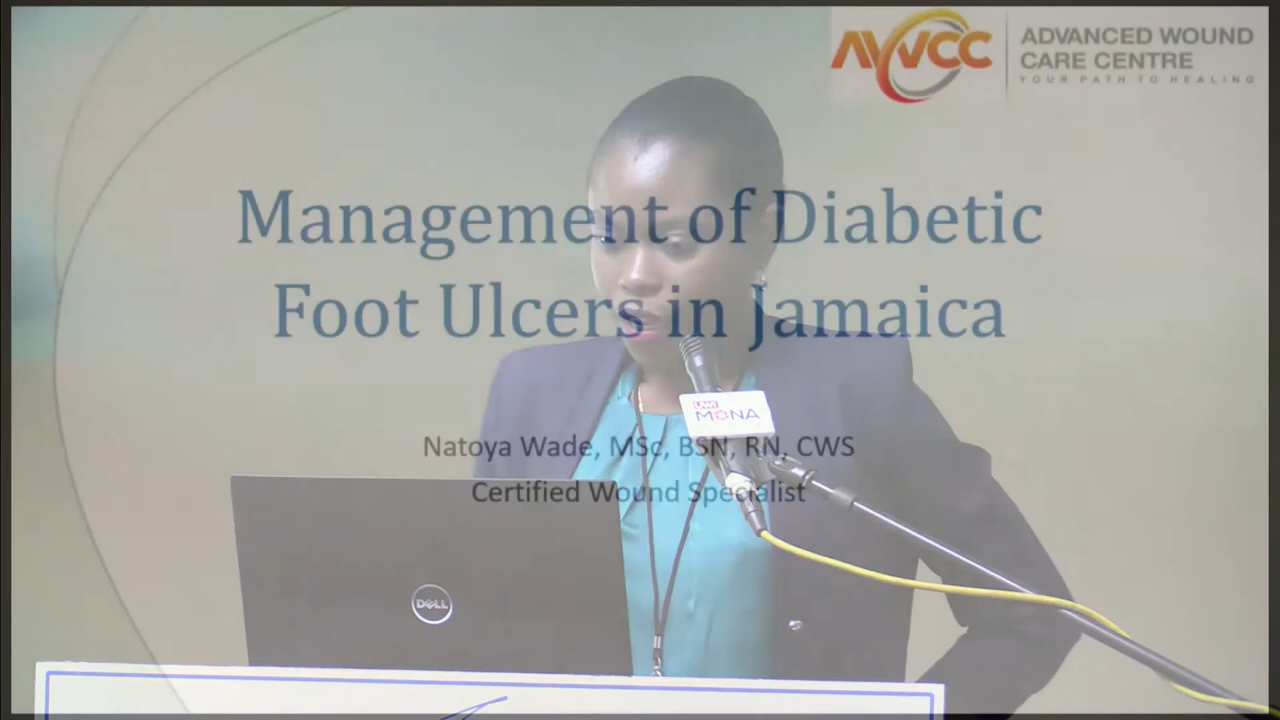 AWCC
ADVANCED WOUND
CARE CENTRE
YOUR PATH TO HEALING
Management of Diabetic
Foot Ulcers in Jamaica
UWI
MONA
Natoya Wade, MSc, BSN, RN, CWS
Certified Wound Specialist
DELL